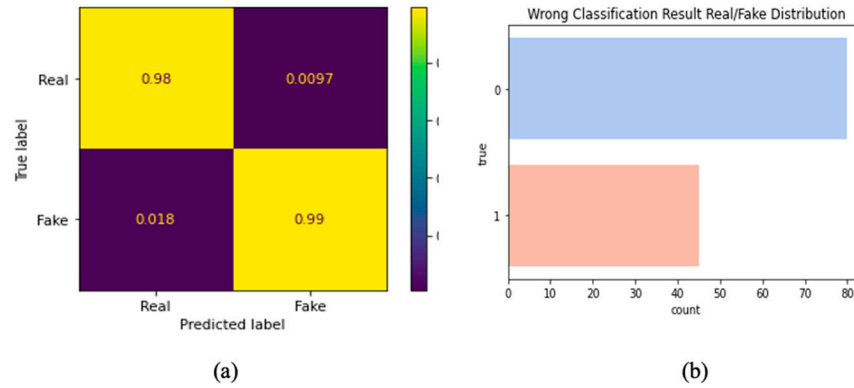 Wrong Classification Result Real/Fake Distribution
Real
0.98
0.0097
True label
Fake
0.018
0.99
Real
Fake
Predicted label
0
true
1
0 10 20 30 40 50 60 70 80
count
(a)
(b)